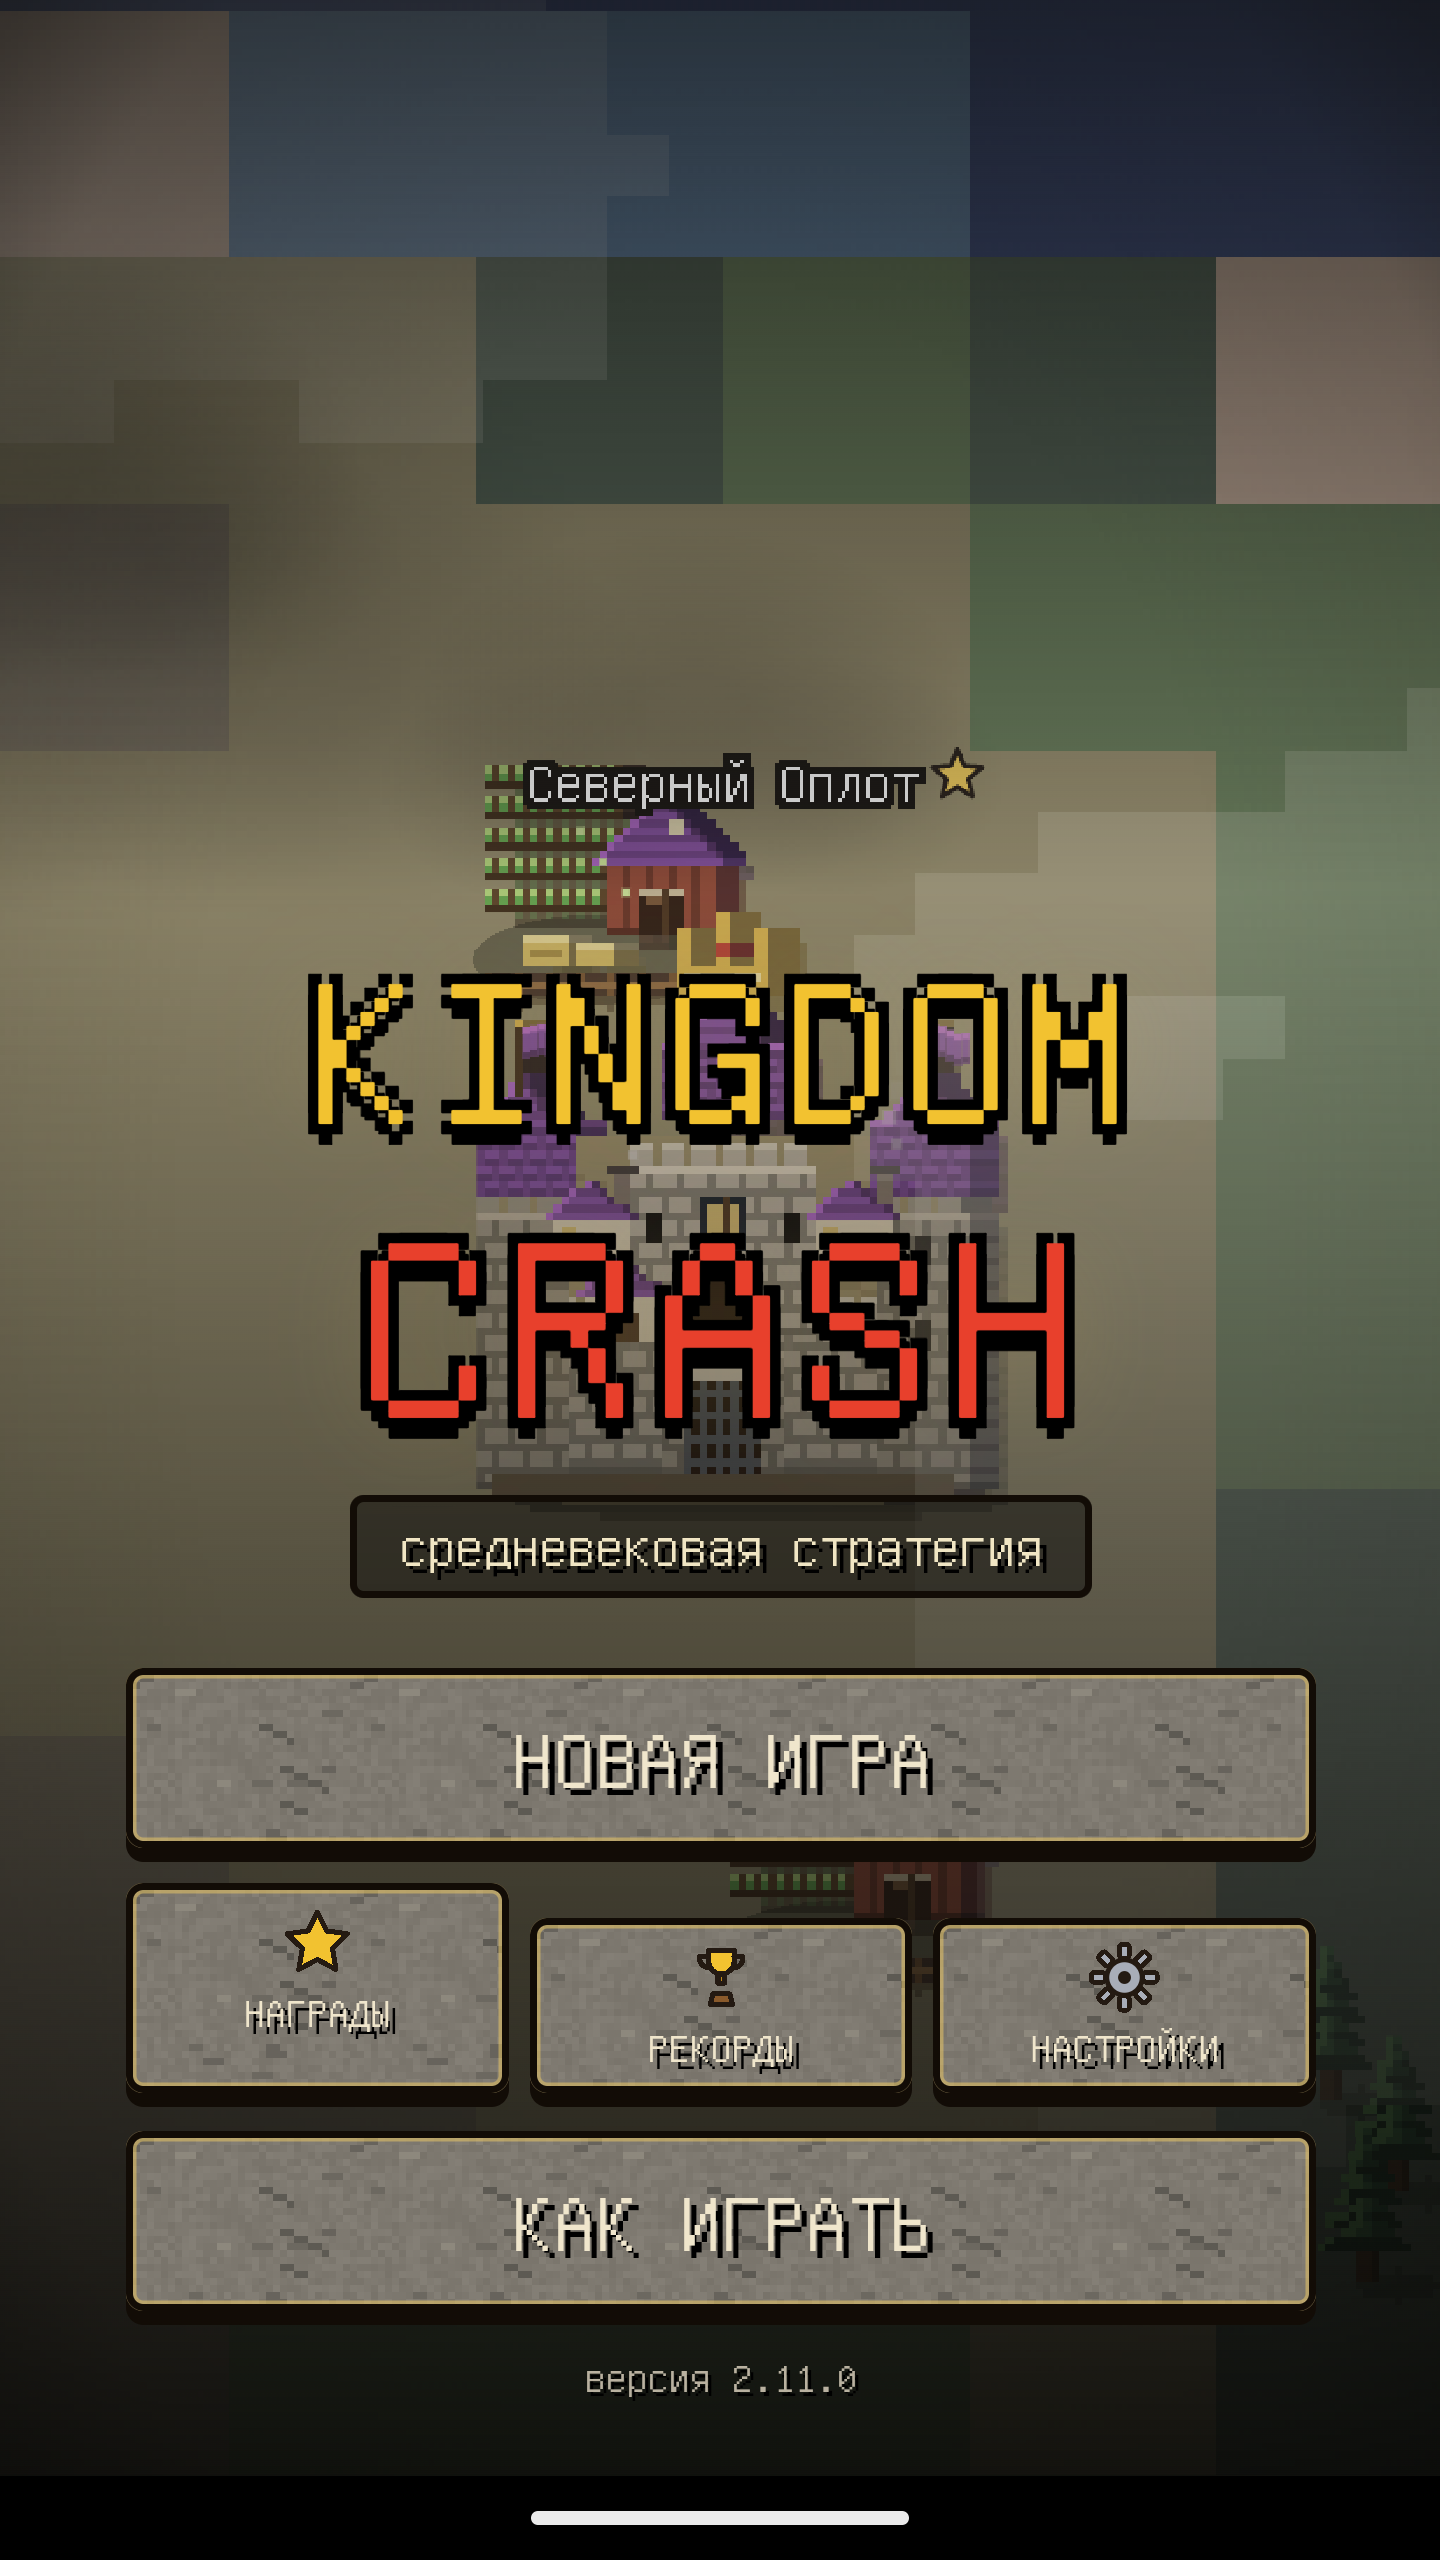 Северный Оплот
KINGDOM
CRASH
средневековая стратегия
НОВАЯ ИГРА
НАГРАДЫ
РЕКОРДЫ
НАСТРОЙКИ
КАК ИГРАТЬ
версия 2.11.0